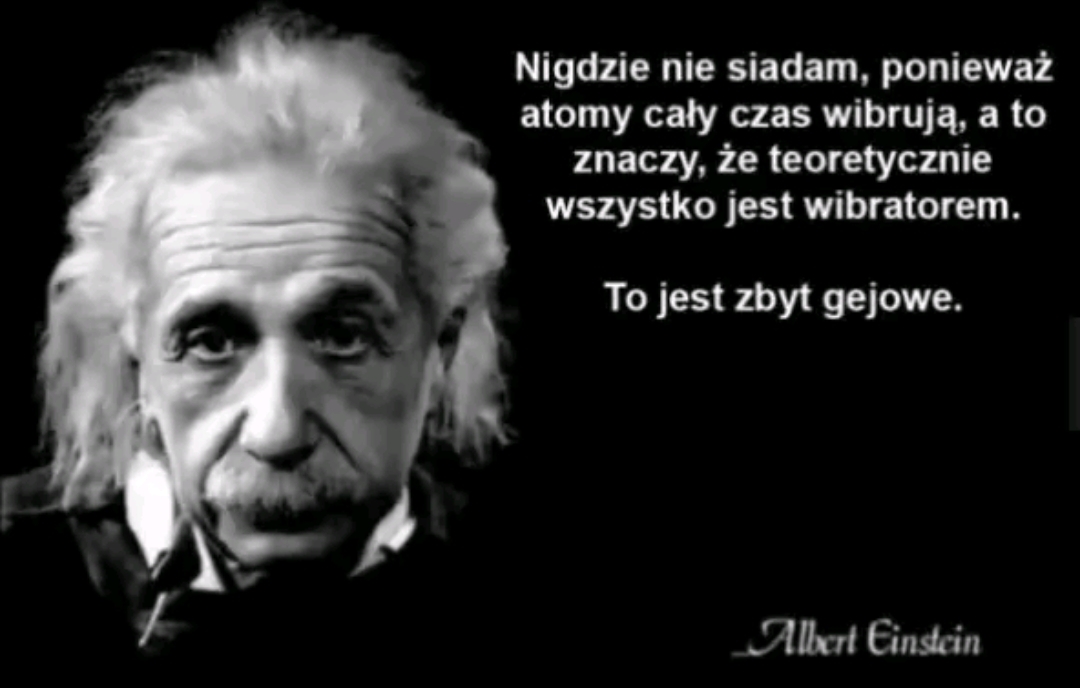 Nigdzie nie siadam, ponieważ
atomy cały czas wibrują, a to
znaczy, że teoretycznie
wszystko jest wibratorem.
To jest zbyt gejowe.
_Albert Einstein